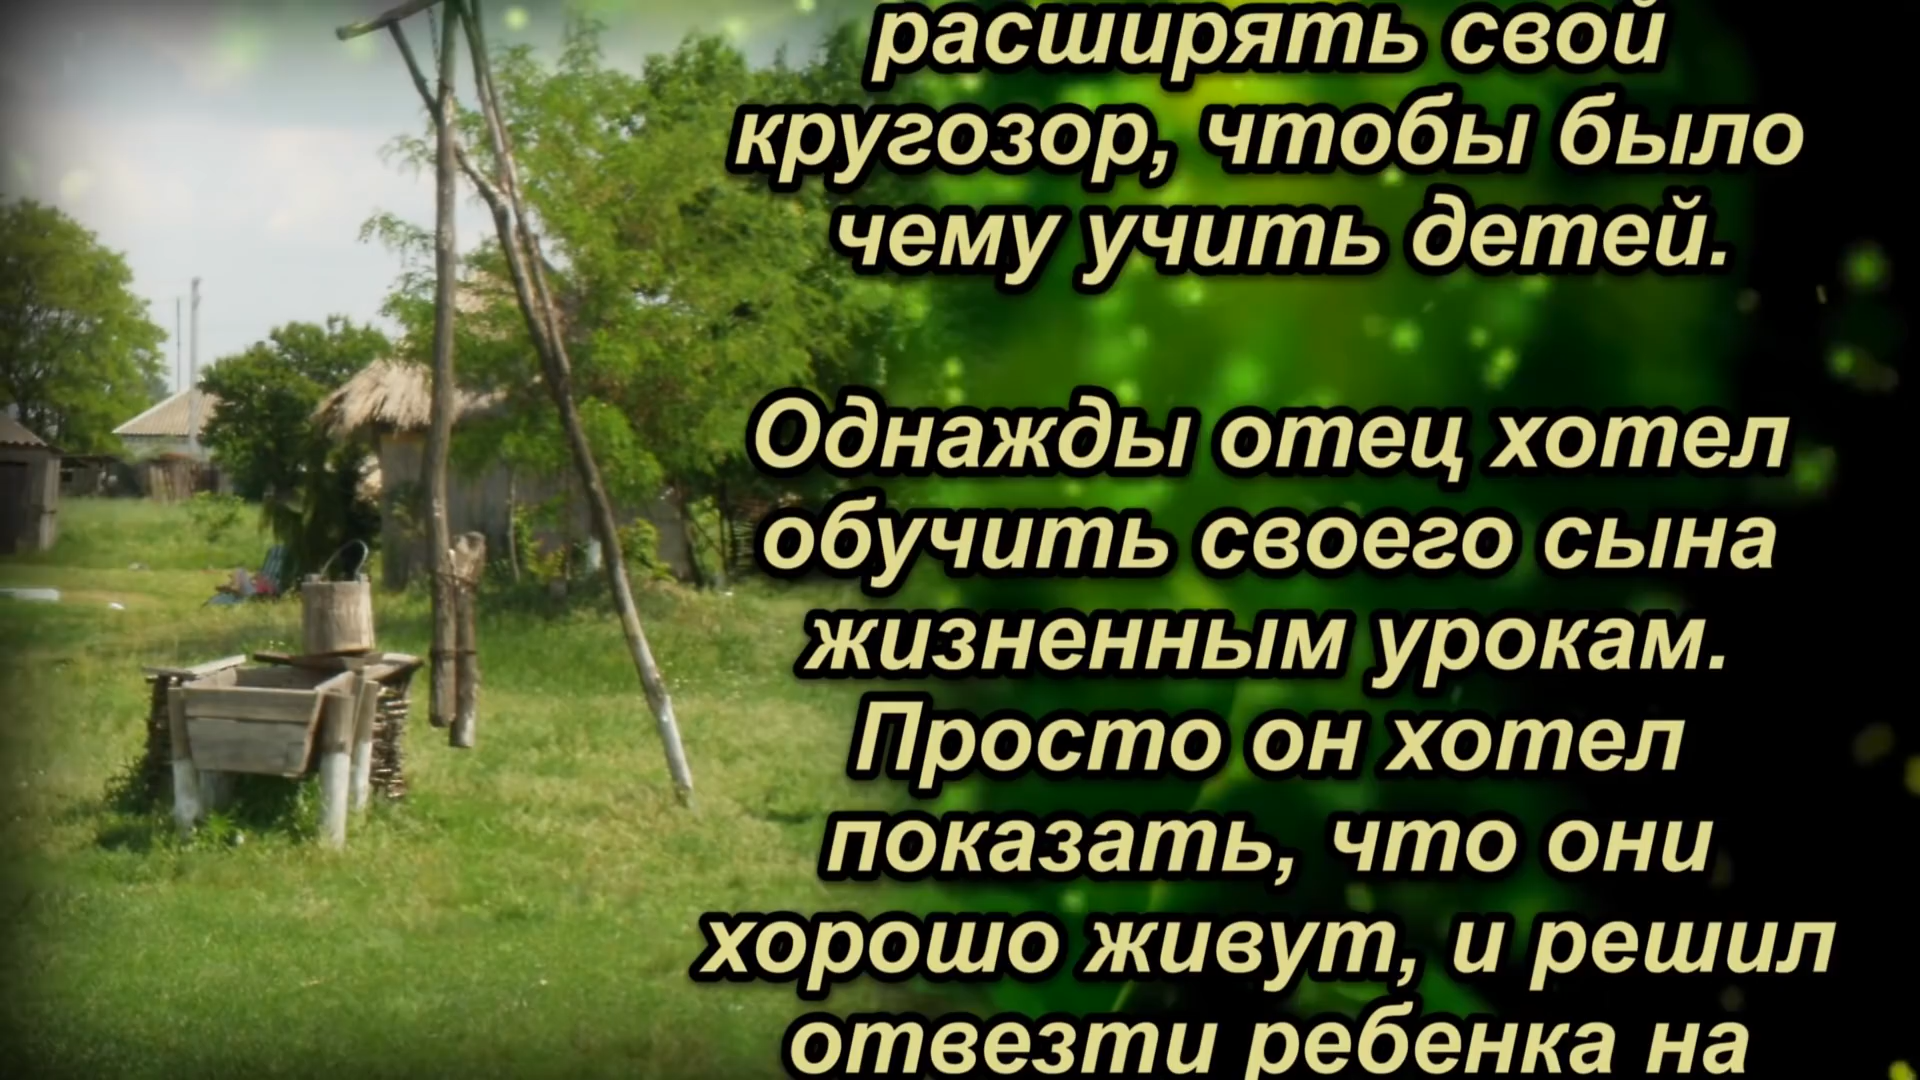 расширять свой
кругозор, чтобы было
чему учить детей.
Однажды отец хотел
обучить своего сына
жизненным урокам.
Просто он хотел
показать, что они
хорошо живут, и решил
отвезти ребенка на